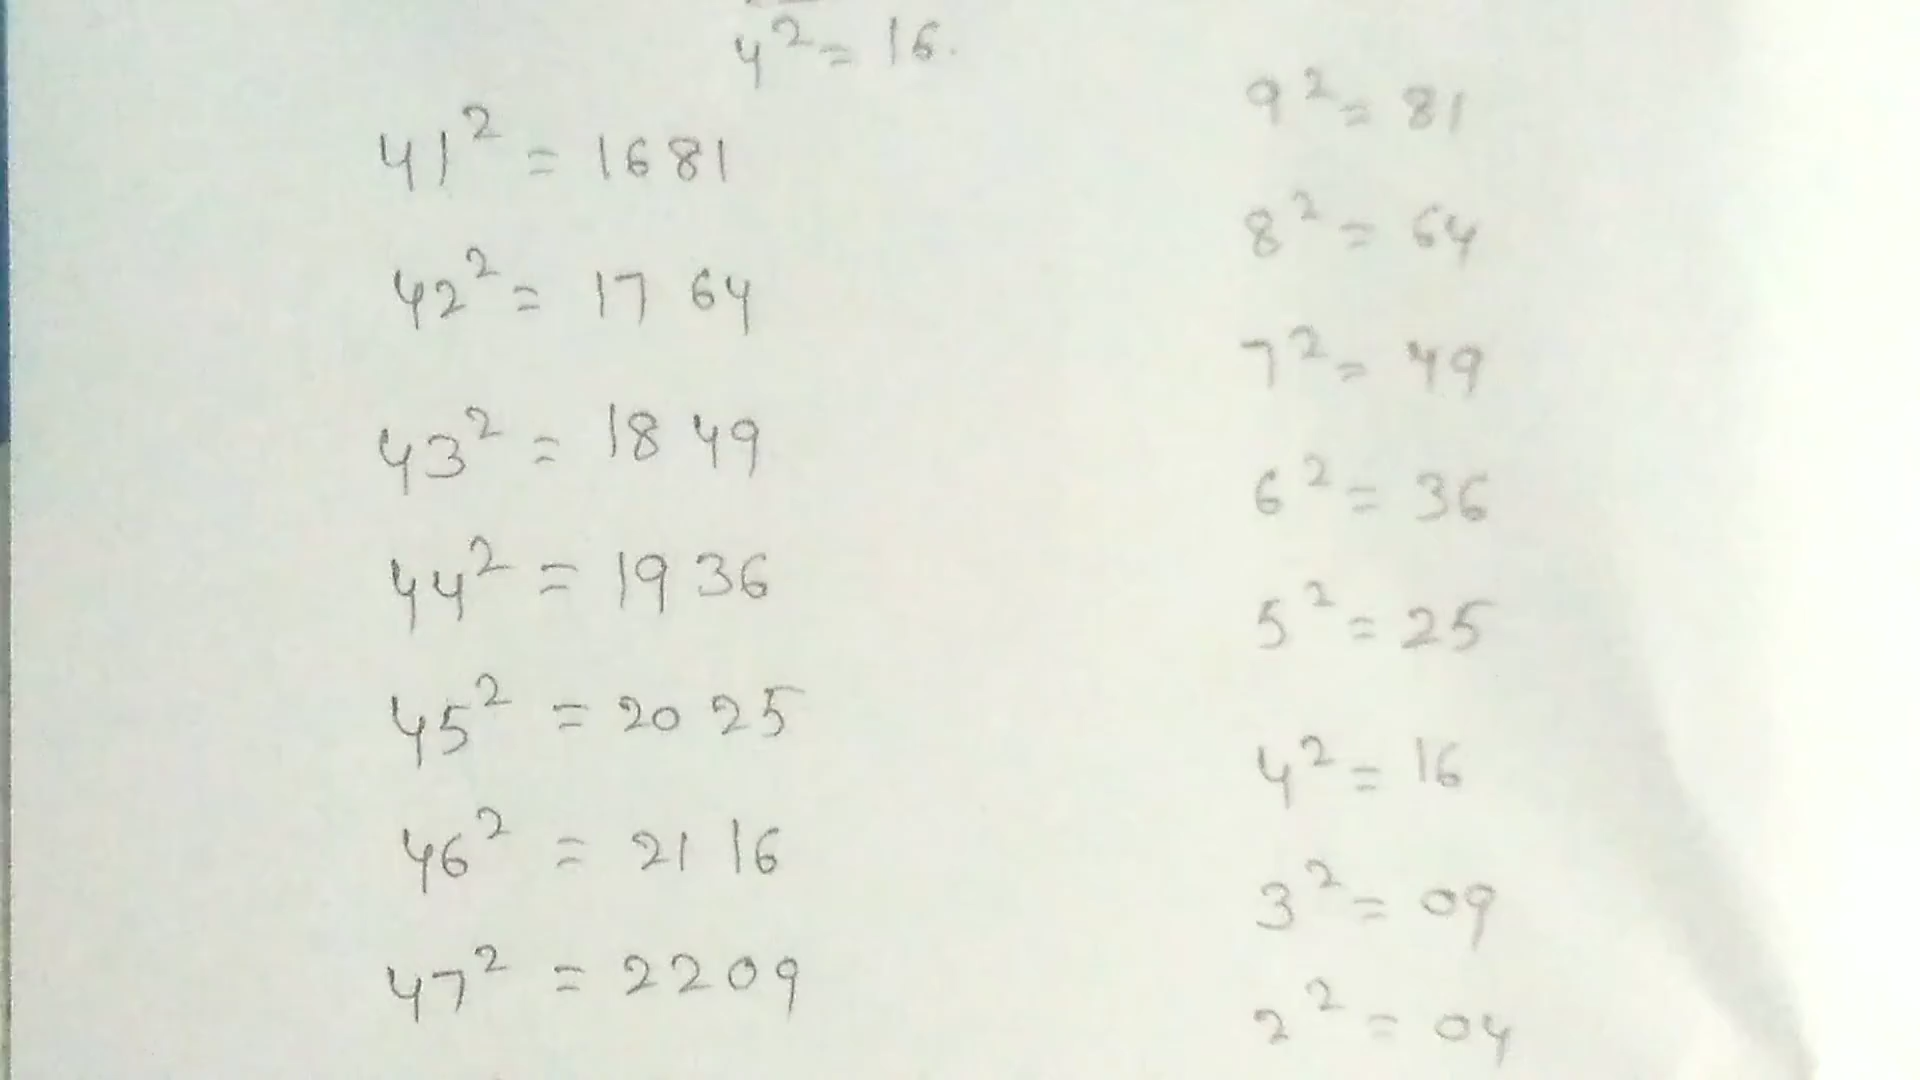 4² = 16.
41² = 1681
42² = 17 64
43² = 18 49
44² = 19 36
45² = 20 25
46² = 21 16
47² = 2209
9² = 81
8² = 64
7² = 49
6² = 36
5² = 25
4² = 16
3² = 09
2² = 04